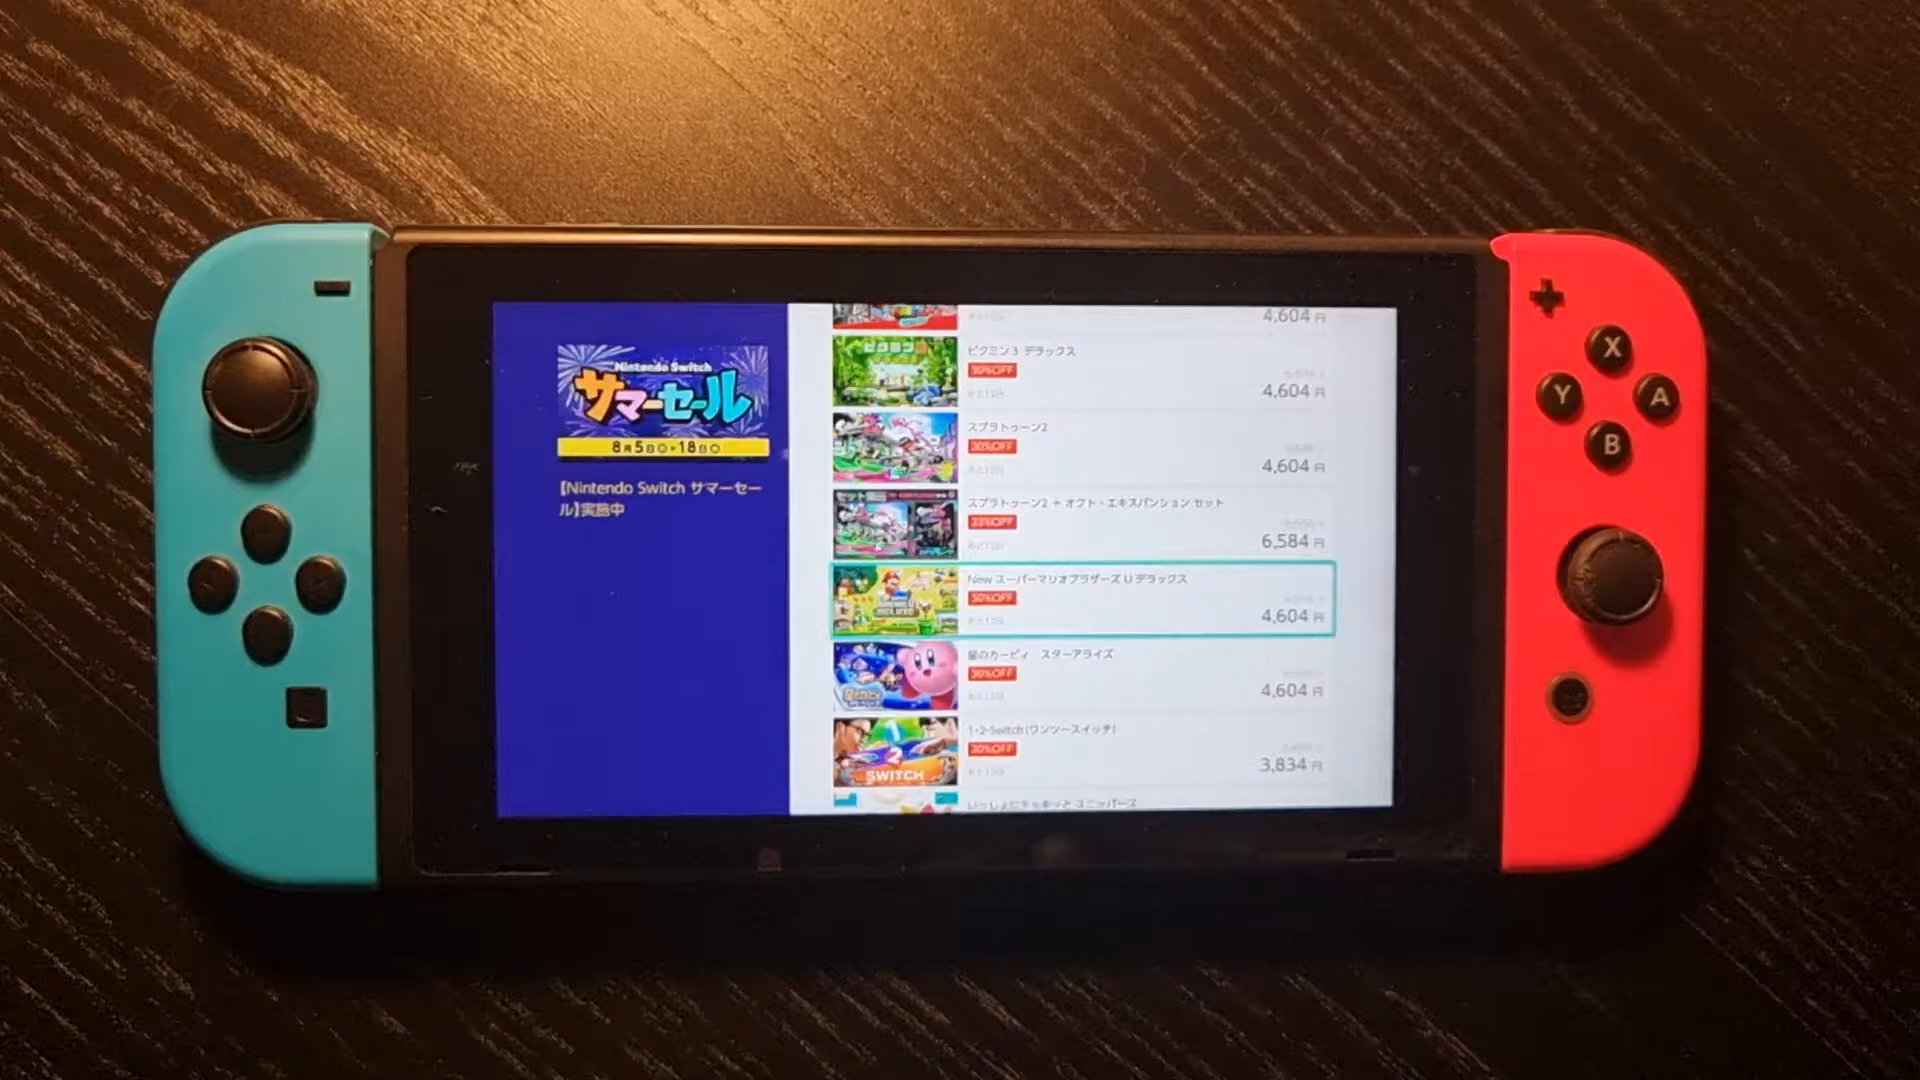 Nintendo Switch
サマーセール
8月5日 18日
【Nintendo Switch サマーセー
ル】実施中
4,604 円
ピクミン3 デラックス
30%OFF
4,604 円
スプラトゥーン2
30%OFF
4,604 円
スプラトゥーン2 + オクト・エキスパンション セット
4,604 円
6,584 円
New スーパーマリオブラザーズ U デラックス
30%OFF
4,604 円
星のカービィ スターアライズ
30%OFF
4,604 円
1-2-Switch(ワンツースイッチ)
30%OFF
3,834 円
SWITCH
X
Y
A
B